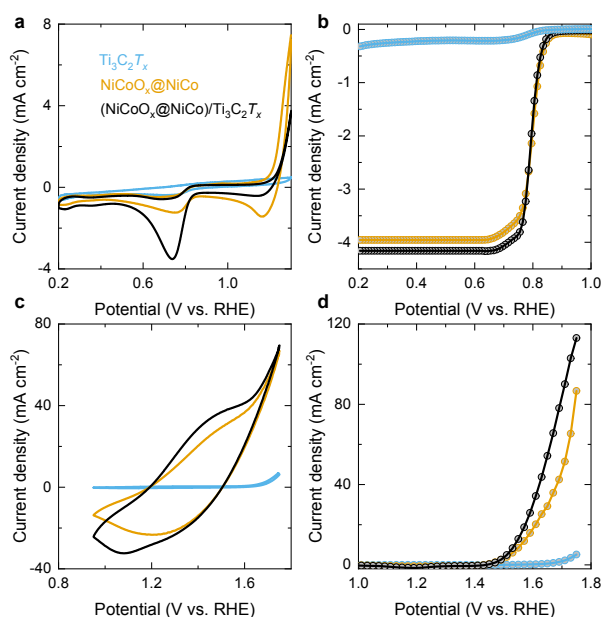 a
Ti₃C₂Tₓ
NiCoOₓ@NiCo
(NiCoOₓ@NiCo)/Ti₃C₂Tₓ
Current density (mA cm⁻²)
8
4
0
-4
0.2 0.6 1.0
Potential (V vs. RHE)
b
Current density (mA cm⁻²)
0
-1
-2
-3
-4
0.2 0.4 0.6 0.8 1.0
Potential (V vs. RHE)
c
Current density (mA cm⁻²)
80
40
0
-40
0.8 1.2 1.6
Potential (V vs. RHE)
d
Current density (mA cm⁻²)
120
80
40
0
1.0 1.2 1.4 1.6 1.8
Potential (V vs. RHE)